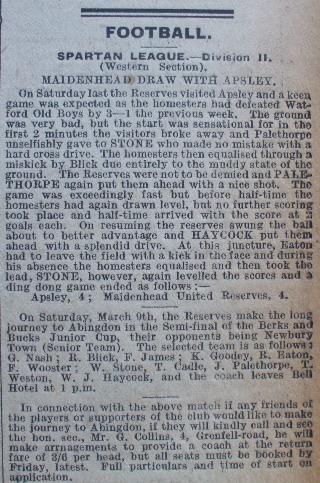 FOOTBALL.
SPARTAN LEAGUE.—Division II.
(Western Section).
MAIDENHEAD DRAW WITH APSLEY.
On Saturday last the Reserves visited Apsley and a keen
game was expected as the homesters had defeated Wat-
ford Old Boys by 3—1 the previous week. The ground
was very bad, but the start was sensational for in the
first 2 minutes the visitors broke away and Palethorpe
unselfishly gave to STONE who made no mistake with a
hard cross drive. The homesters then equalised through a
miskick by Blick due entirely to the muddy state of the
ground. The Reserves were not to be denied and PALE-
THORPE again put them ahead with a nice shot. The
game was exceedingly fast but before half-time the
homesters had again drawn level, but no further scoring
took place and half-time arrived with the score at 2
goals each. On resuming the reserves swung the ball
about to better advantage and HAYCOCK put them
ahead with a splendid drive. At this juncture, Eaton
had to leave the field with a kick in the face and during
his absence the homesters equalised and then took the
lead, STONE, however, again levelled the scores and a
ding dong game ended as follows;—
Apsley, 4 ; Maidenhead United Reserves, 4.
On Saturday, March 9th, the Reserves make the long
journey to Abingdon in the Semi-final of the Berks and
Bucks Junior Cup, their opponents being Newbury
Town (Senior Team). The selected team is as follows :
G. Nash ; R. Blick, F. James ; K. Goodey, R. Eaton,
F. Wooster ; W. Stone, T. Cadle, J. Palethorpe, T.
Weston, W. J. Haycock, and the coach leaves Bell
Hotel at 1 p.m.
In connection with the above match if any friends of
the players or supporters of the club would like to make
the journey to Abingdon, if they will kindly call and see
the hon. sec., Mr. G. Collins, 4, Grenfell-road, he will
make arrnagements to provide a coach at the return
fare of 3/6 per head, but all seats must be booked by
Friday, latest. Full particulars and time of start on
application.